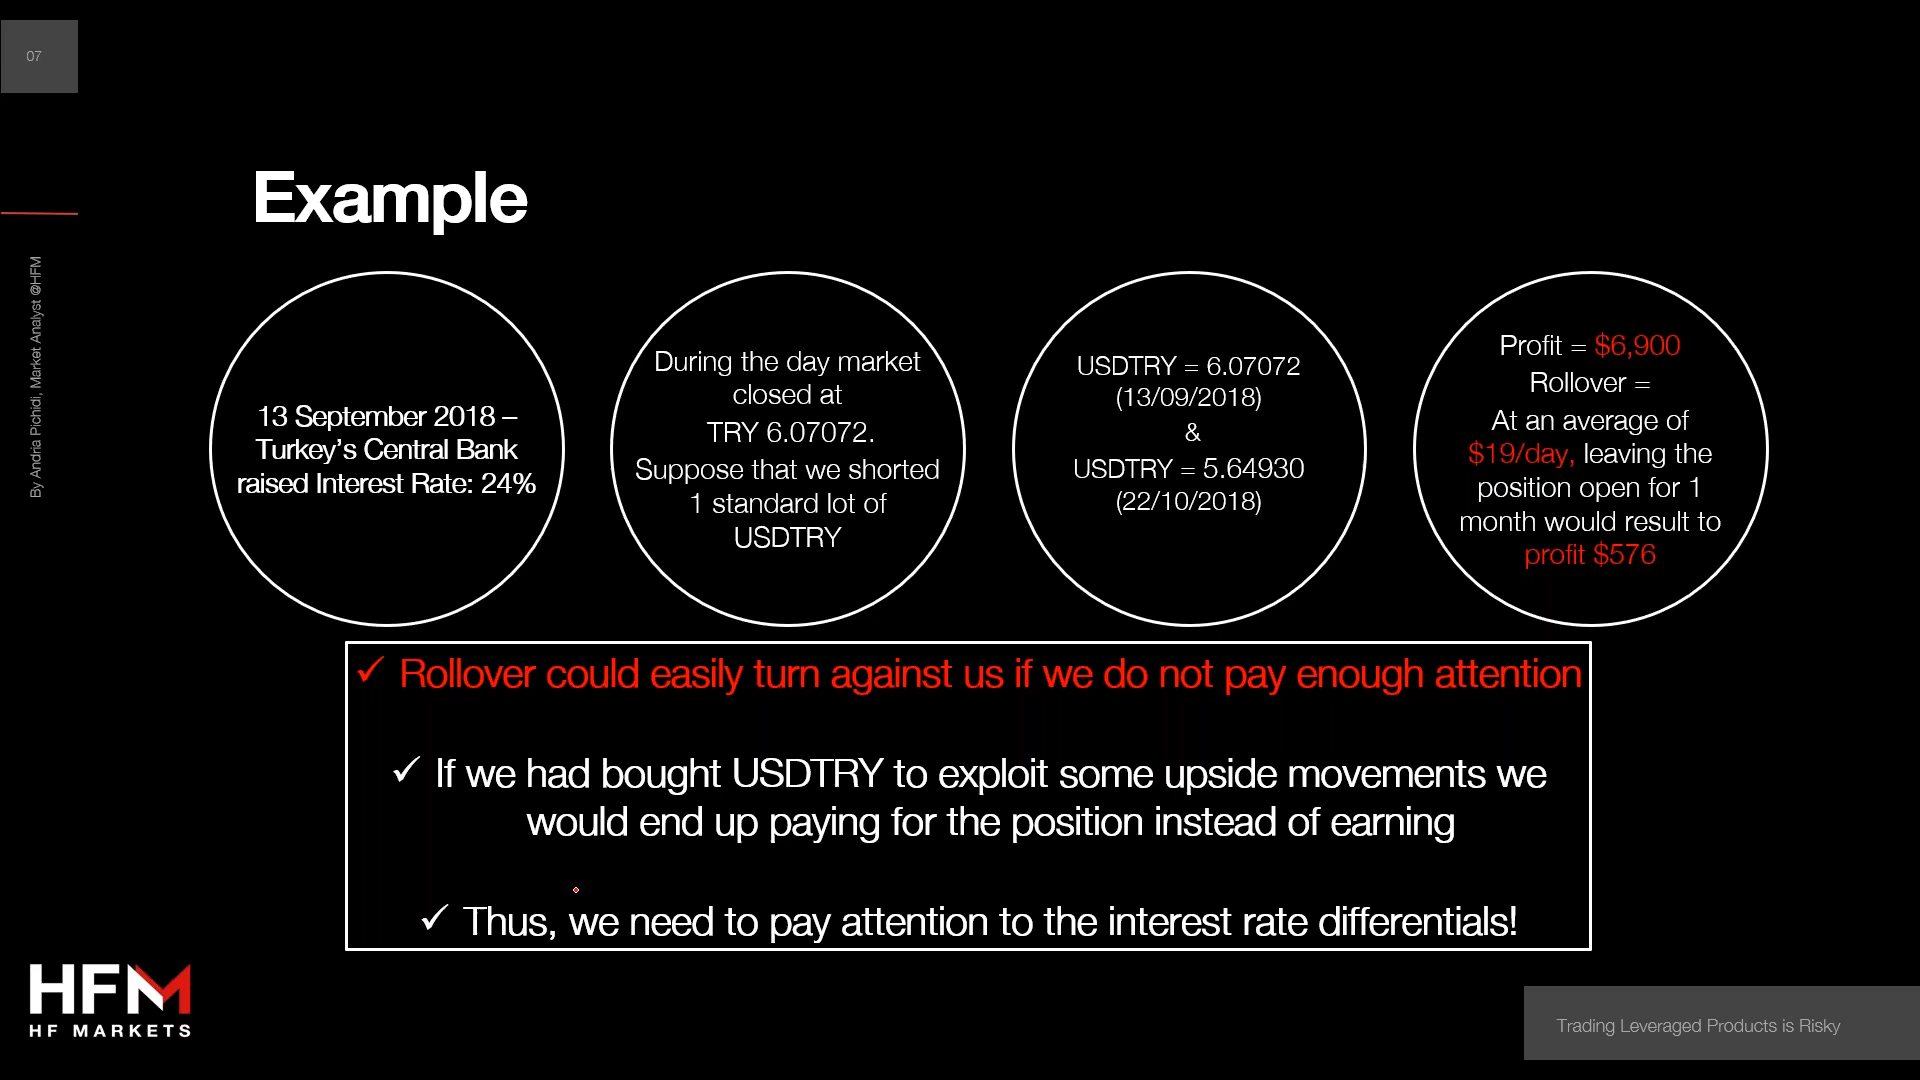 07
By Andria Pichidi, Market Analyst @HFM
Example
13 September 2018 –
Turkey's Central Bank
raised Interest Rate: 24%
During the day market
closed at
TRY 6.07072.
Suppose that we shorted
1 standard lot of
USDTRY
USDTRY = 6.07072
(13/09/2018)
&
USDTRY = 5.64930
(22/10/2018)
Profit = $6,900
Rollover =
At an average of
$19/day, leaving the
position open for 1
month would result to
profit $576
✓ Rollover could easily turn against us if we do not pay enough attention
✓ If we had bought USDTRY to exploit some upside movements we
would end up paying for the position instead of earning
✓ Thus, we need to pay attention to the interest rate differentials!
HFM
HF MARKETS
Trading Leveraged Products is Risky